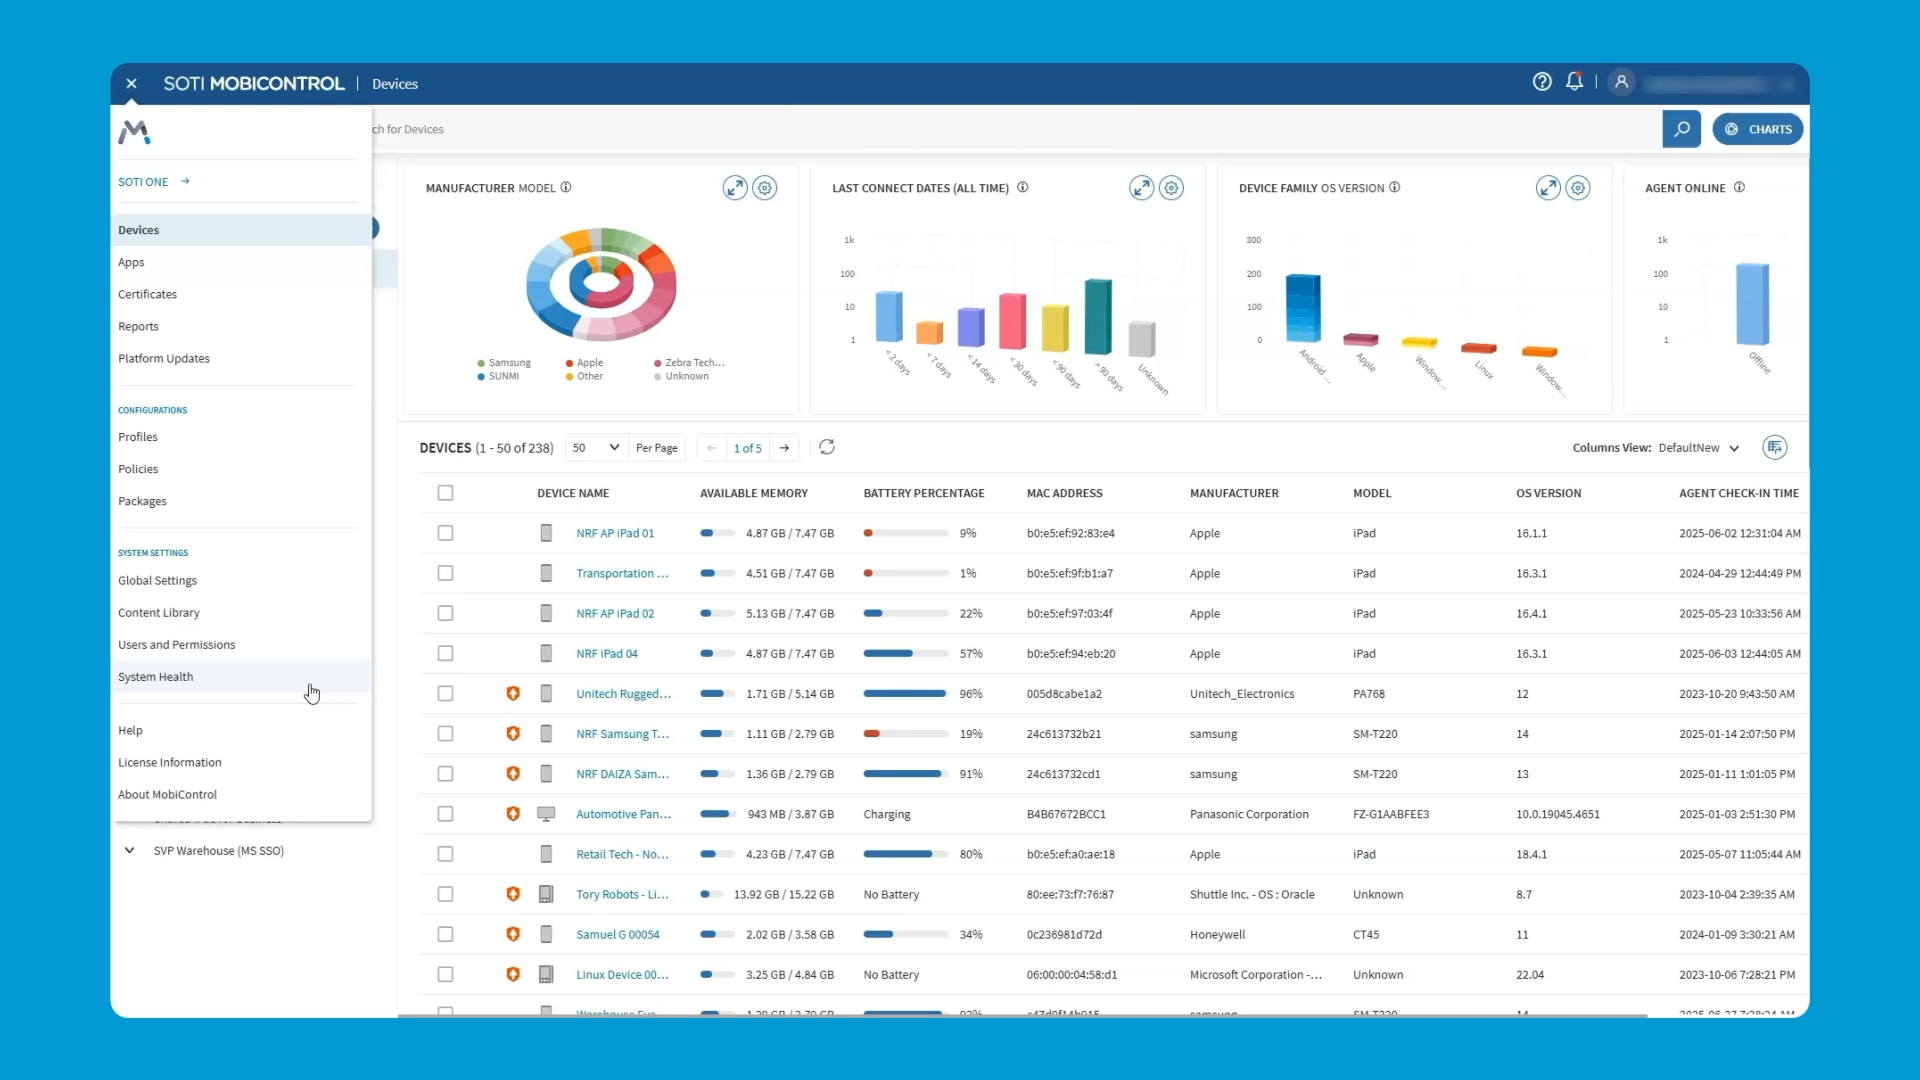 SOTI MOBICONTROL | Devices
ch for Devices
CHARTS
SOTI ONE →
Devices
Apps
Certificates
Reports
Platform Updates
CONFIGURATIONS
Profiles
Policies
Packages
SYSTEM SETTINGS
Global Settings
Content Library
Users and Permissions
System Health
Help
License Information
About MobiControl
SVP Warehouse (MS SSO)
MANUFACTURER MODEL
Samsung Apple Zebra Tech...
SUNMI Other Unknown
LAST CONNECT DATES (ALL TIME)
1k
100
10
1
< 2 days < 7 days < 14 days < 30 days < 90 days > 90 days Unknown
DEVICE FAMILY OS VERSION
300
200
100
0
Android ... Apple Window... Linux Window...
AGENT ONLINE
1k
100
10
1
Offline
DEVICES (1 - 50 of 238) 50 Per Page ← 1 of 5 → Columns View: DefaultNew
DEVICE NAME AVAILABLE MEMORY BATTERY PERCENTAGE MAC ADDRESS MANUFACTURER MODEL OS VERSION AGENT CHECK-IN TIME
NRF AP iPad 01 4.87 GB / 7.47 GB 9% b0:e5:ef:92:83:e4 Apple iPad 16.1.1 2025-06-02 12:31:04 AM
Transportation ... 4.51 GB / 7.47 GB 1% b0:e5:ef:9f:b1:a7 Apple iPad 16.3.1 2024-04-29 12:44:49 PM
NRF AP iPad 02 5.13 GB / 7.47 GB 22% b0:e5:ef:97:03:4f Apple iPad 16.4.1 2025-05-23 10:33:56 AM
NRF iPad 04 4.87 GB / 7.47 GB 57% b0:e5:ef:94:eb:20 Apple iPad 16.3.1 2025-06-03 12:44:05 AM
Unitech Rugged... 1.71 GB / 5.14 GB 96% 005d8cabe1a2 Unitech_Electronics PA768 12 2023-10-20 9:43:50 AM
NRF Samsung T... 1.11 GB / 2.79 GB 19% 24c613732b21 samsung SM-T220 14 2025-01-14 2:07:50 PM
NRF DAIZA Sam... 1.36 GB / 2.79 GB 91% 24c613732cd1 samsung SM-T220 13 2025-01-11 1:01:05 PM
Automotive Pan... 943 MB / 3.87 GB Charging B4B67672BCC1 Panasonic Corporation FZ-G1AABFEE3 10.0.19045.4651 2025-01-03 2:51:30 PM
Retail Tech - No... 4.23 GB / 7.47 GB 80% b0:e5:ef:a0:ae:18 Apple iPad 18.4.1 2025-05-07 11:05:44 AM
Tory Robots - Li... 13.92 GB / 15.22 GB No Battery 80:ee:73:f7:76:87 Shuttle Inc. - OS : Oracle Unknown 8.7 2023-10-04 2:39:35 AM
Samuel G 00054 2.02 GB / 3.58 GB 34% 0c236981d72d Honeywell CT45 11 2024-01-09 3:30:21 AM
Linux Device 00... 3.25 GB / 4.84 GB No Battery 06:00:00:04:58:d1 Microsoft Corporation -... Unknown 22.04 2023-10-06 7:28:21 PM